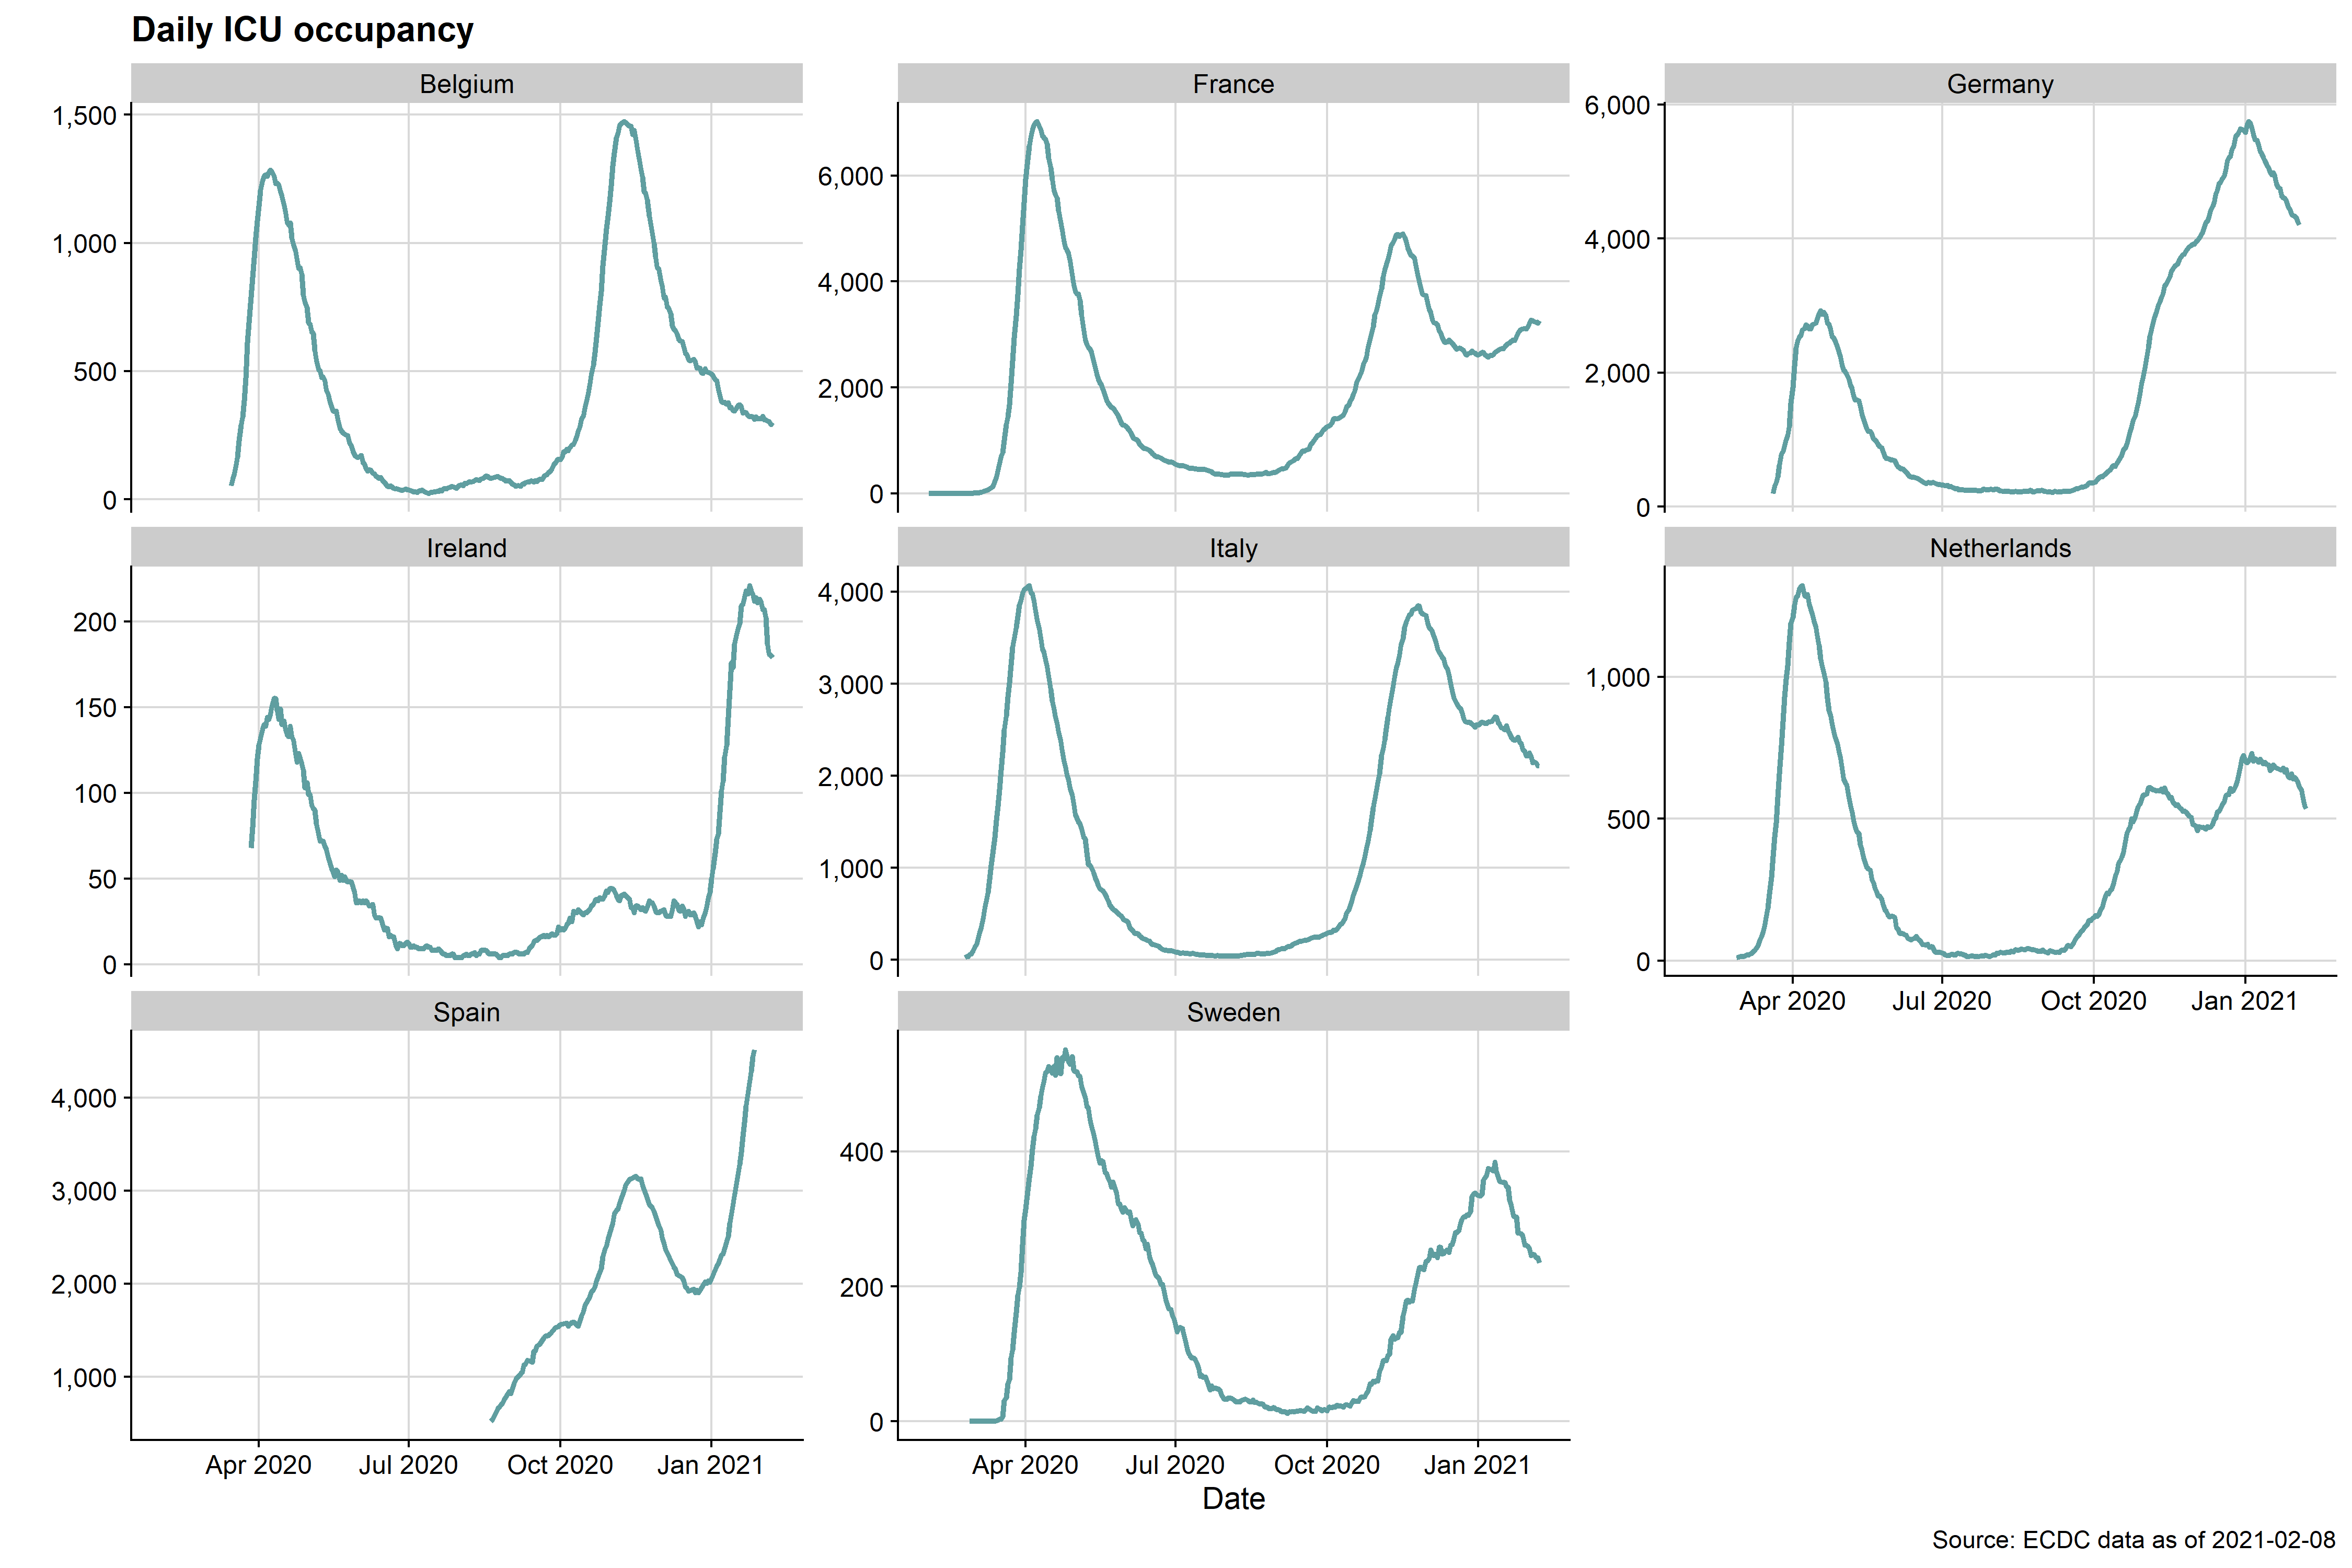 Daily ICU occupancy
Belgium
1,500
1,000
500
0
France
6,000
4,000
2,000
0
Germany
6,000
4,000
2,000
0
Ireland
200
150
100
50
0
Italy
4,000
3,000
2,000
1,000
0
Netherlands
1,000
500
0
Apr 2020 Jul 2020 Oct 2020 Jan 2021
Spain
4,000
3,000
2,000
1,000
Apr 2020 Jul 2020 Oct 2020 Jan 2021
Sweden
400
200
0
Apr 2020 Jul 2020 Oct 2020 Jan 2021
Date
Source: ECDC data as of 2021-02-08